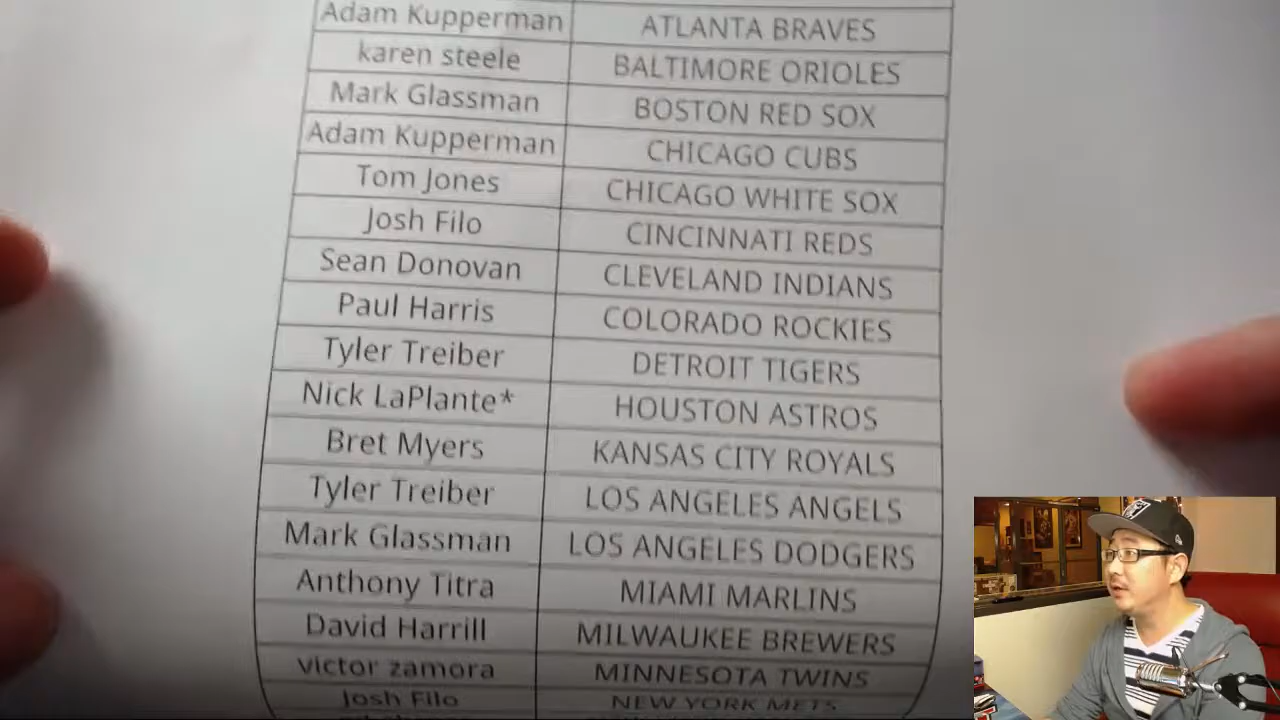 Adam Kupperman ATLANTA BRAVES
karen steele BALTIMORE ORIOLES
Mark Glassman BOSTON RED SOX
Adam Kupperman CHICAGO CUBS
Tom Jones CHICAGO WHITE SOX
Josh Filo CINCINNATI REDS
Sean Donovan CLEVELAND INDIANS
Paul Harris COLORADO ROCKIES
Tyler Treiber DETROIT TIGERS
Nick LaPlante* HOUSTON ASTROS
Bret Myers KANSAS CITY ROYALS
Tyler Treiber LOS ANGELES ANGELS
Mark Glassman LOS ANGELES DODGERS
Anthony Titra MIAMI MARLINS
David Harrill MILWAUKEE BREWERS
victor zamora MINNESOTA TWINS
Josh Filo NEW YORK METS